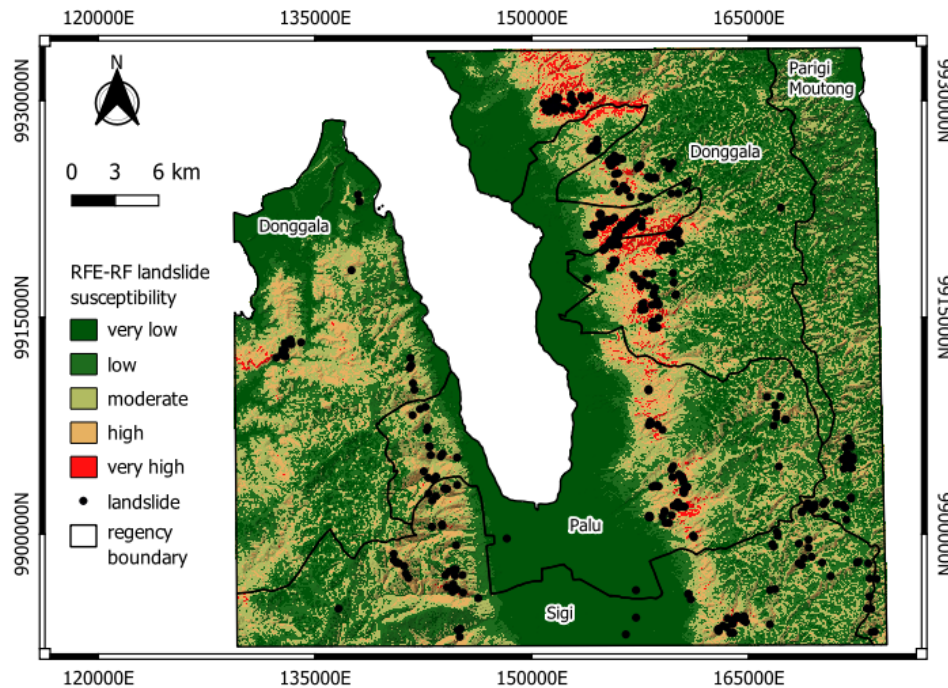 120000E 135000E 150000E 165000E
N
0 3 6 km
RFE-RF landslide
susceptibility
very low
low
moderate
high
very high
landslide
regency
boundary
Parigi
Moutong
Donggala
Donggala
Palu
Sigi
9930000N
9915000N
9900000N
9930000N
9915000N
9900000N
120000E 135000E 150000E 165000E